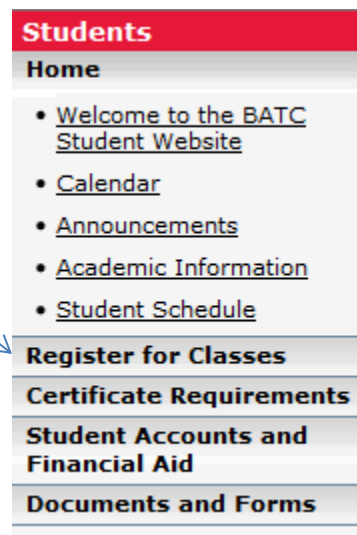 Students
Home
• Welcome to the BATC
Student Website
• Calendar
• Announcements
• Academic Information
• Student Schedule
Register for Classes
Certificate Requirements
Student Accounts and
Financial Aid
Documents and Forms